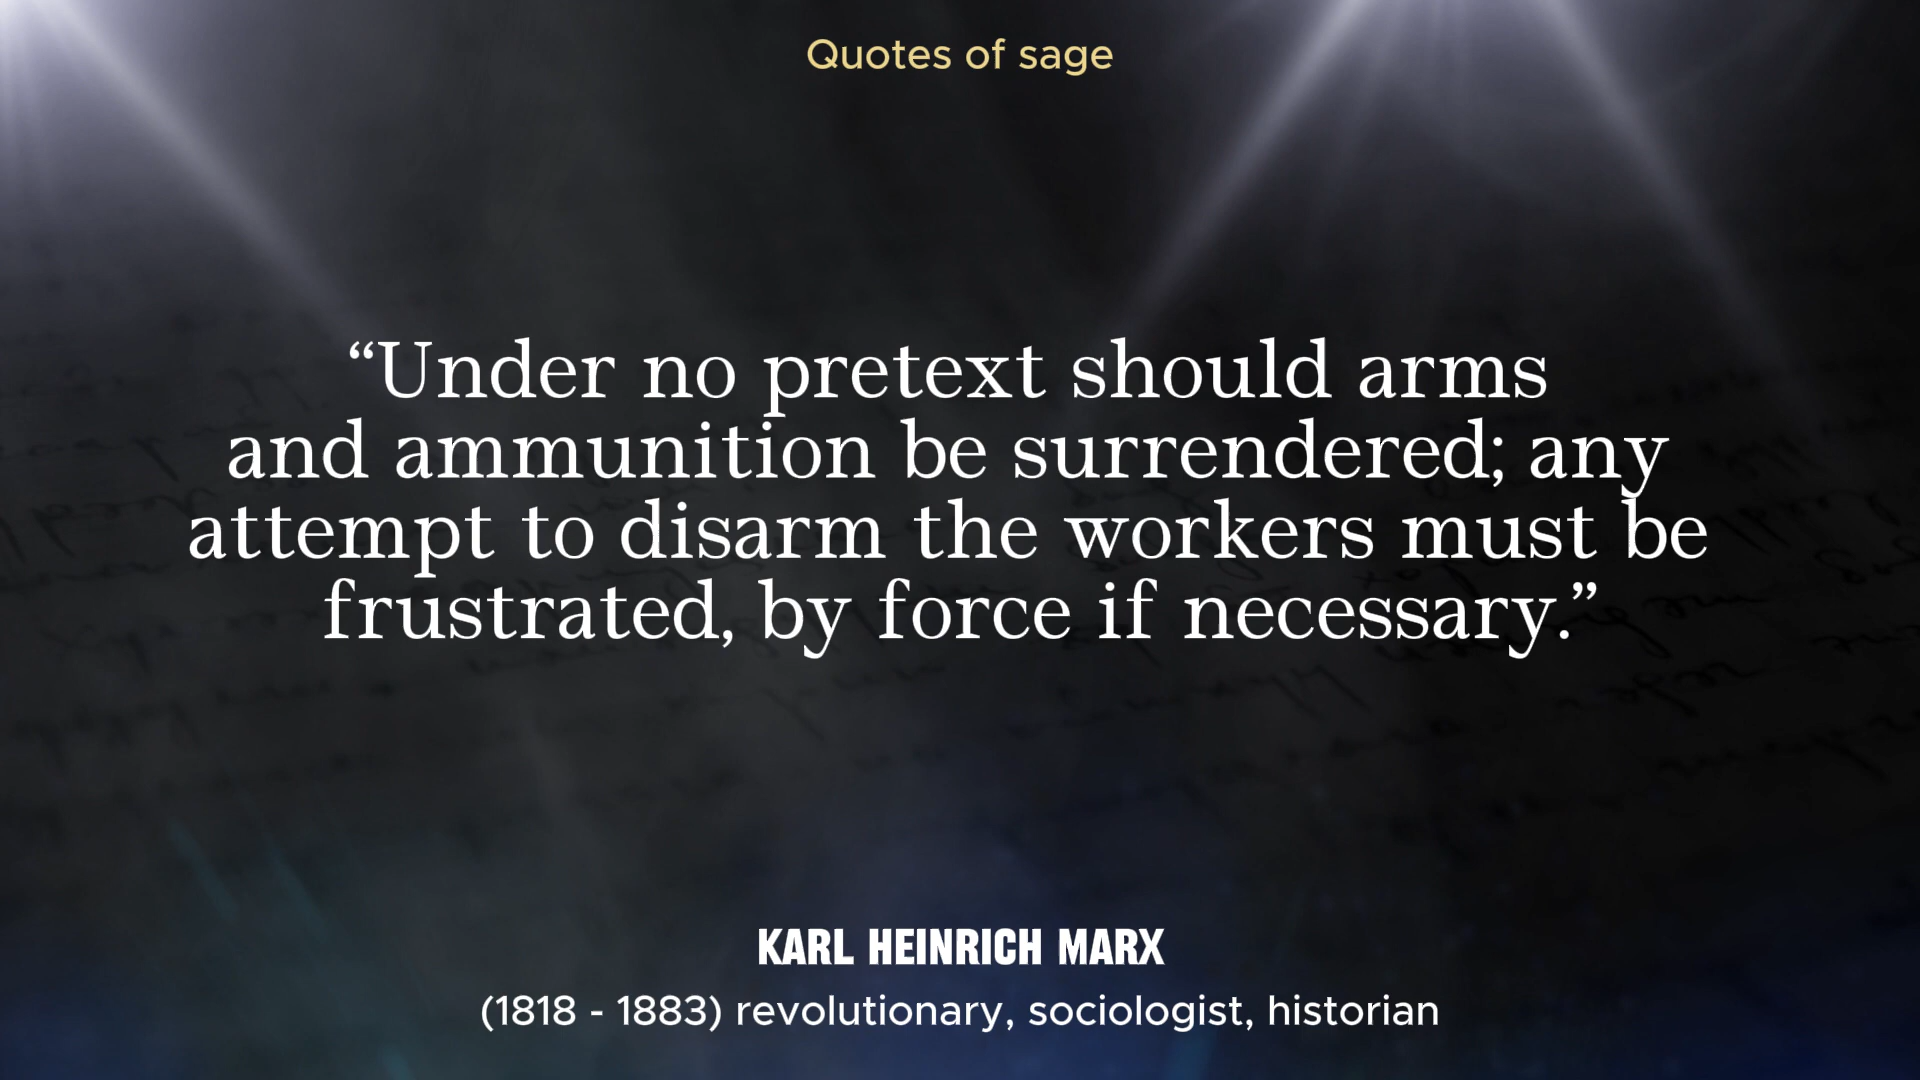 Quotes of sage
“Under no pretext should arms
and ammunition be surrendered; any
attempt to disarm the workers must be
frustrated, by force if necessary.”
KARL HEINRICH MARX
(1818 - 1883) revolutionary, sociologist, historian